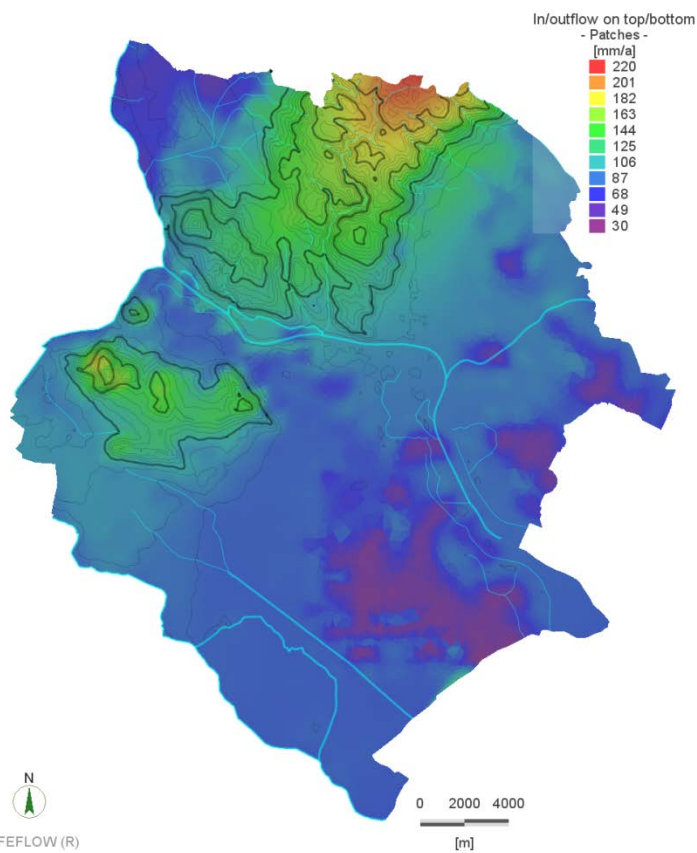 In/outflow on top/bottom
- Patches -
[mm/a]
220
201
182
163
144
125
106
87
68
49
30
N
0 2000 4000
[m]
FEFLOW (R)